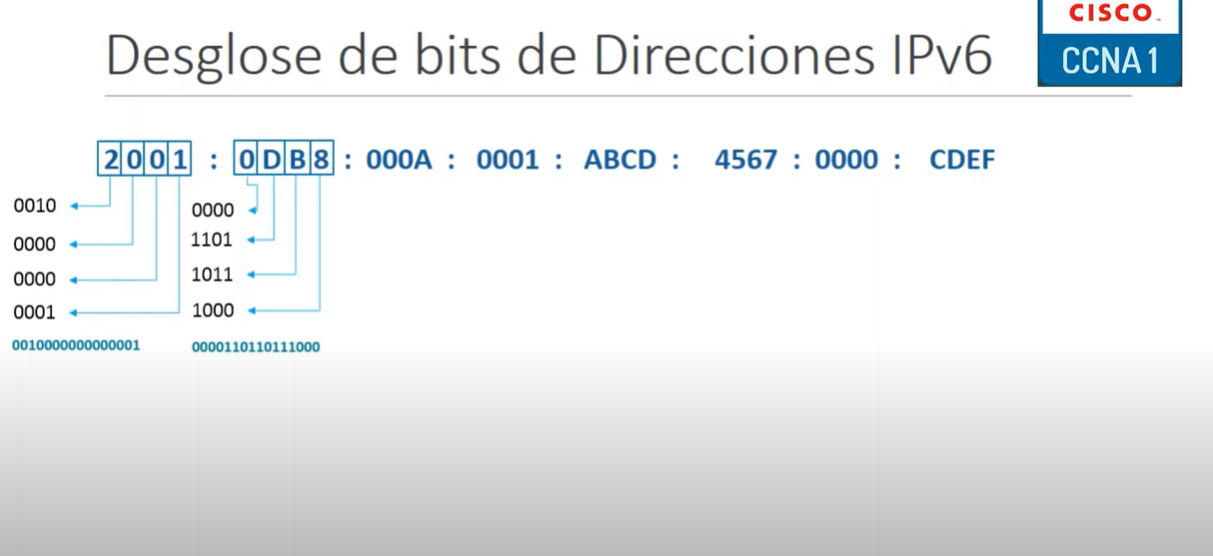 CISCO
CCNA 1
Desglose de bits de Direcciones IPv6
2001 : 0DB8 : 000A : 0001 : ABCD : 4567 : 0000 : CDEF
0010
0000
0000
0001
0010000000000001
0000
1101
1011
1000
0000110110111000